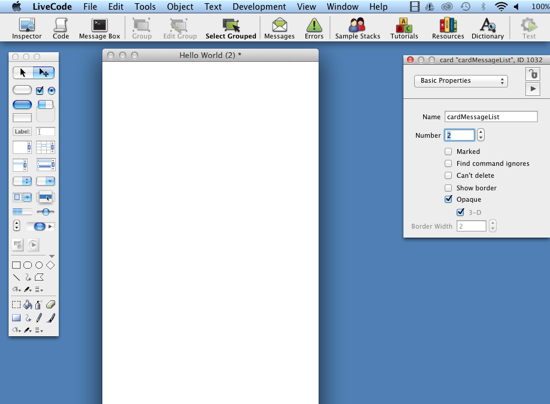 LiveCode File Edit Tools Object Text Development View Window Help 100%
Inspector Code Message Box Group Edit Group Select Grouped Messages Errors Sample Stacks Tutorials Resources Dictionary Test
Hello World (2) *
card "cardMessageList", ID 1032
Basic Properties
Name cardMessageList
Number 2
Marked
Find command ignores
Can't delete
Show border
Opaque
3-D
Border Width 2
Label: